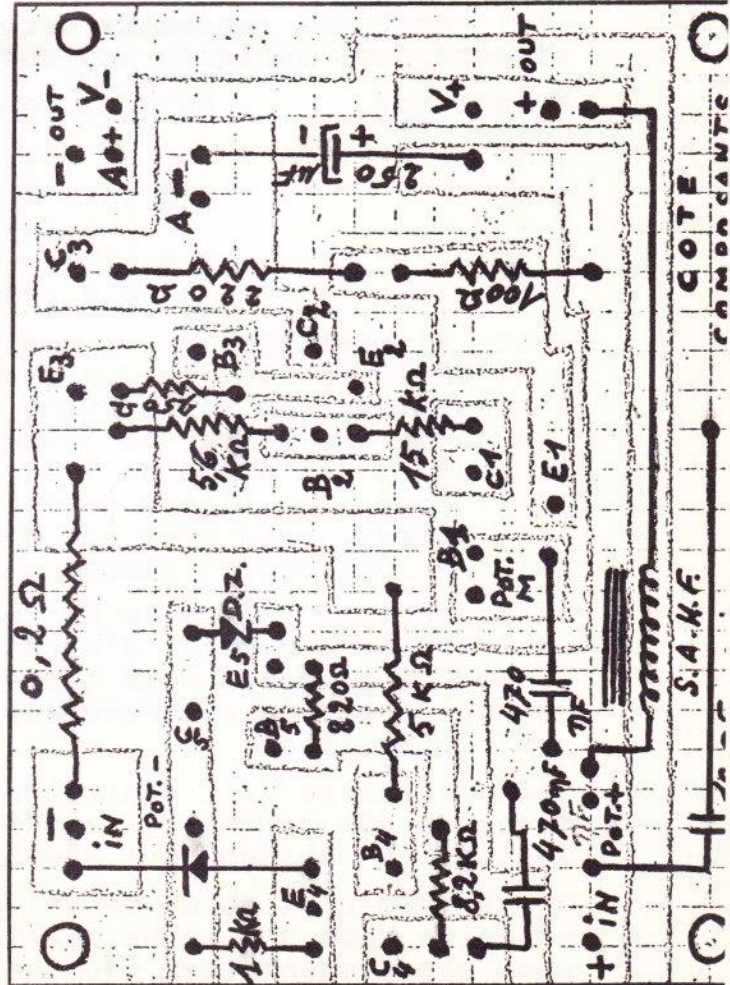 - OUT
A + V-
A -
- +
250 µF
V+
+ OUT
C3
220 Ω
100 Ω
COTE
COMPOSANTS
E3
B3
C2
E2
5,6 KΩ
B2
15 KΩ
C1
E1
0,2 Ω
D.Z.
E5
C5
B5
820 Ω
5 KΩ
B1
POT. M
470 nF
S.A.H.F.
- IN
POT. -
B4
8,2 KΩ
470 nF
nF
POT. +
E4
C4
+ IN